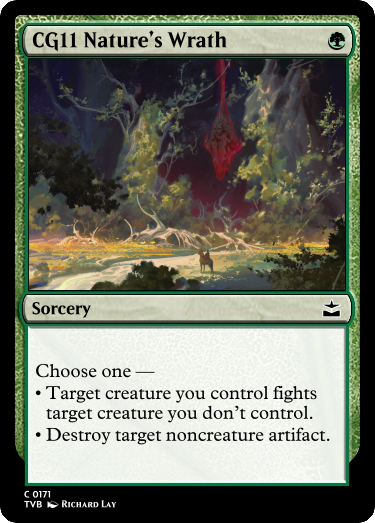 CG11 Nature's Wrath
Sorcery
Choose one —
• Target creature you control fights
target creature you don't control.
• Destroy target noncreature artifact.
C 0171
TVB Richard Lay